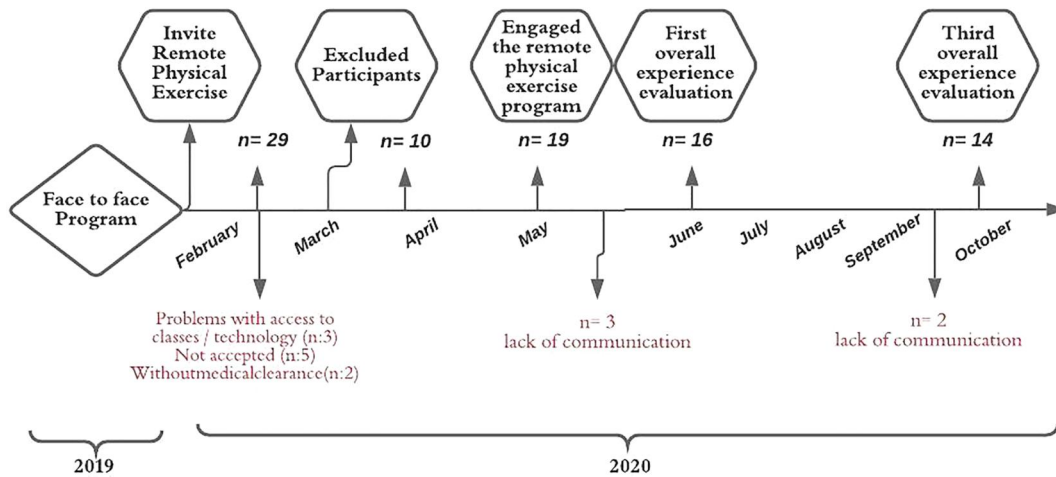 Invite
Remote
Physical
Exercise
Excluded
Participants
Engaged
the remote
physical
exercise
program
First
overall
experience
evaluation
Third
overall
experience
evaluation
n= 29
n= 10
n= 19
n= 16
n= 14
Face to face
Program
February
March
April
May
June
July
August
September
October
Problems with access to
classes / technology (n:3)
Not accepted (n:5)
Withoutmedicalclearance(n:2)
n= 3
lack of communication
n= 2
lack of communication
2019
2020